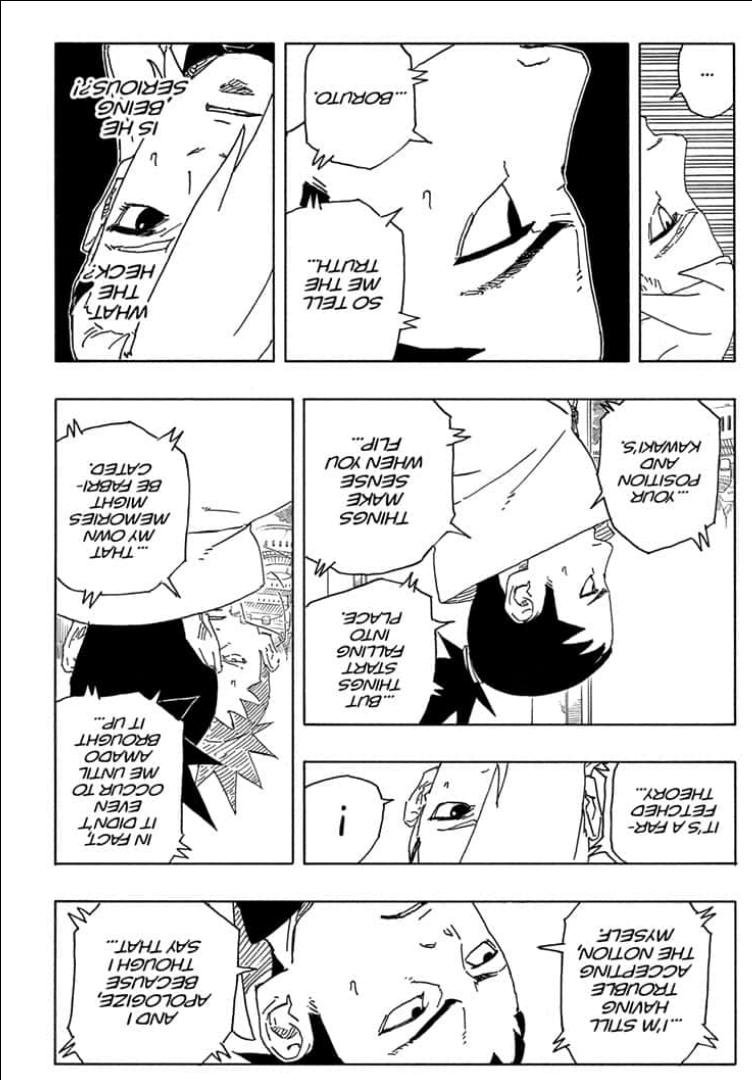 AND I
APOLOGIZE,
BECAUSE
THOUGH I
SAY THAT...
...I'M STILL
HAVING
TROUBLE
ACCEPTING
THE NOTION,
MYSELF.
IN FACT,
IT DIDN'T
EVEN
OCCUR TO
ME UNTIL
AMADO
BROUGHT
IT UP...
...THAT
MY OWN
MEMORIES
MIGHT
BE FABRI-
CATED.
!
IT'S A FAR-
FETCHED
THEORY...
...BUT
THINGS
START
FALLING
INTO
PLACE.
THINGS
MAKE
SENSE
WHEN YOU
FLIP...
...YOUR
POSITION
AND
KAWAKI'S.
WHAT
THE
HECK?
IS HE
BEING
SERIOUS?!
SO TELL
ME THE
TRUTH...
...BORUTO.
...